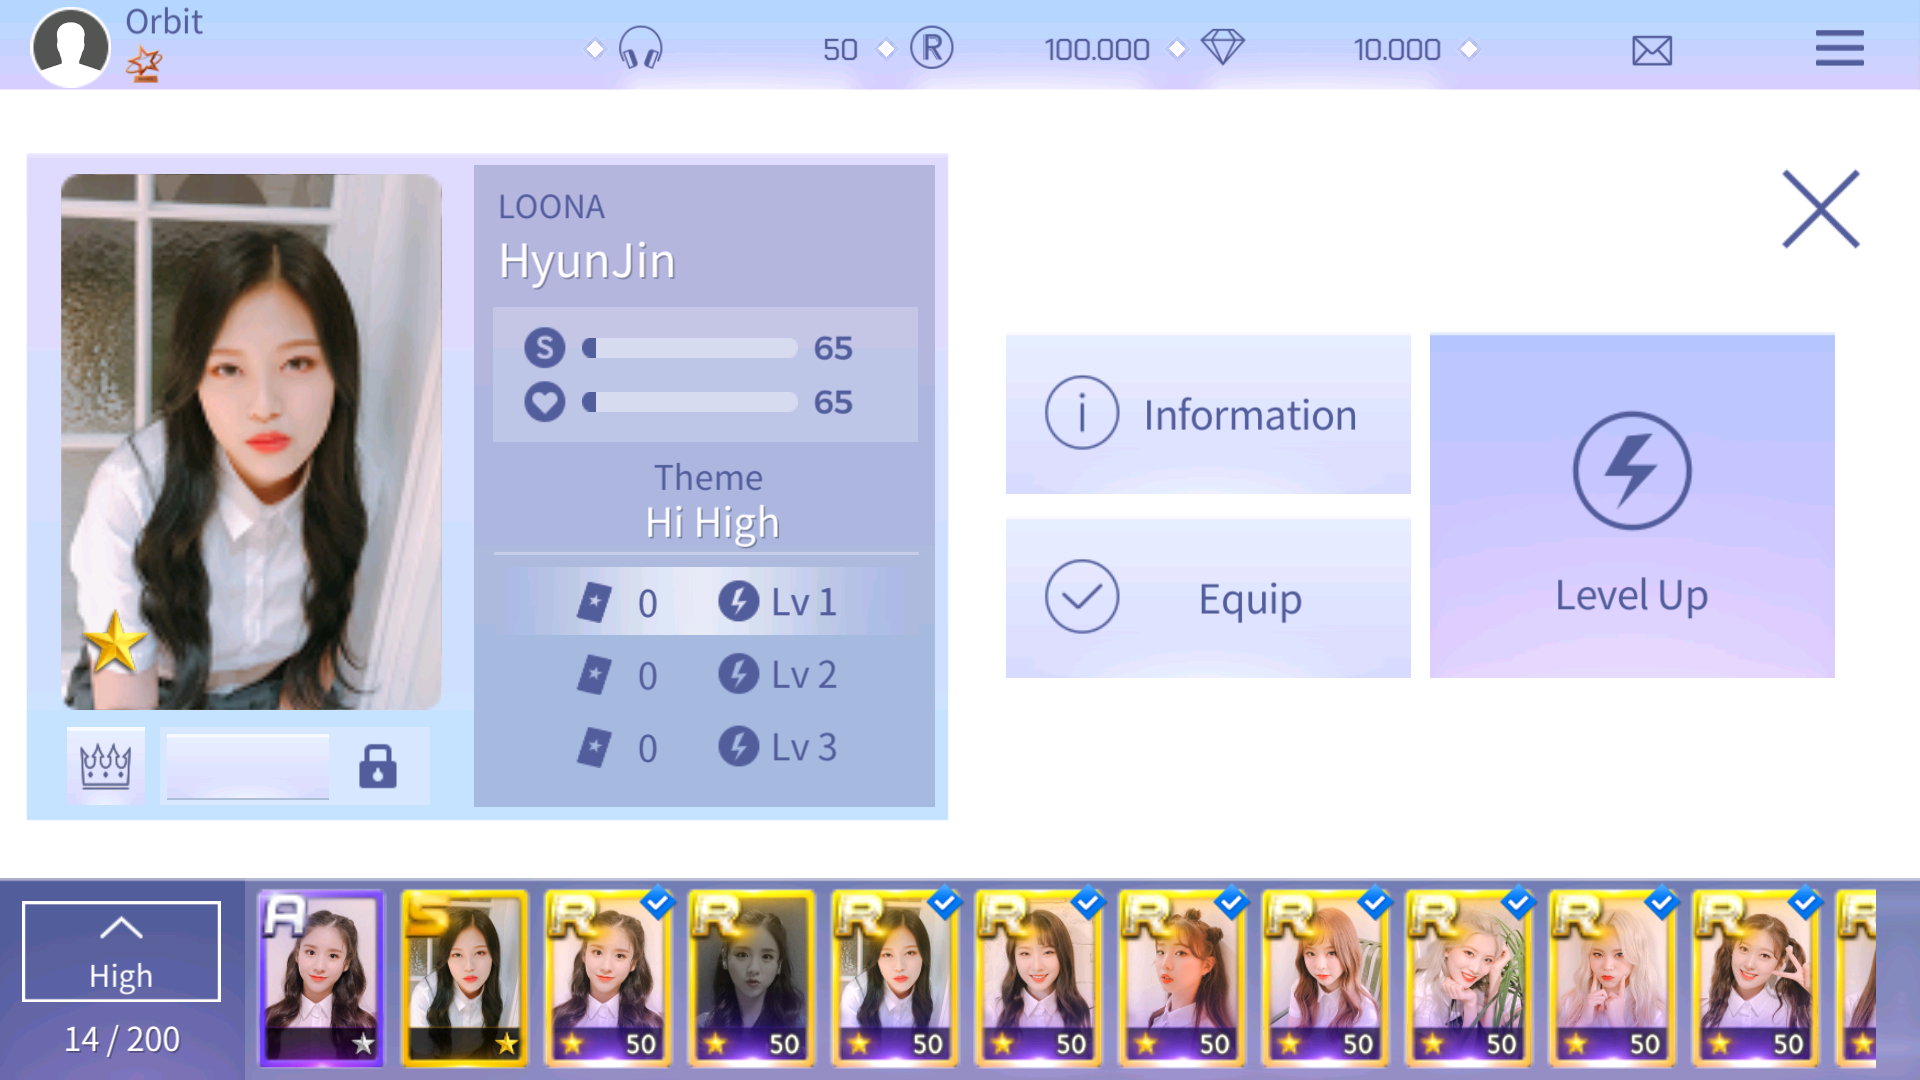 Orbit
50
R
100.000
10.000
LOONA
HyunJin
S 65
65
Theme
Hi High
0 Lv 1
0 Lv 2
0 Lv 3
i Information
Equip
Level Up
High
14 / 200
A S R R R R R R R R R R
50 50 50 50 50 50 50 50 50